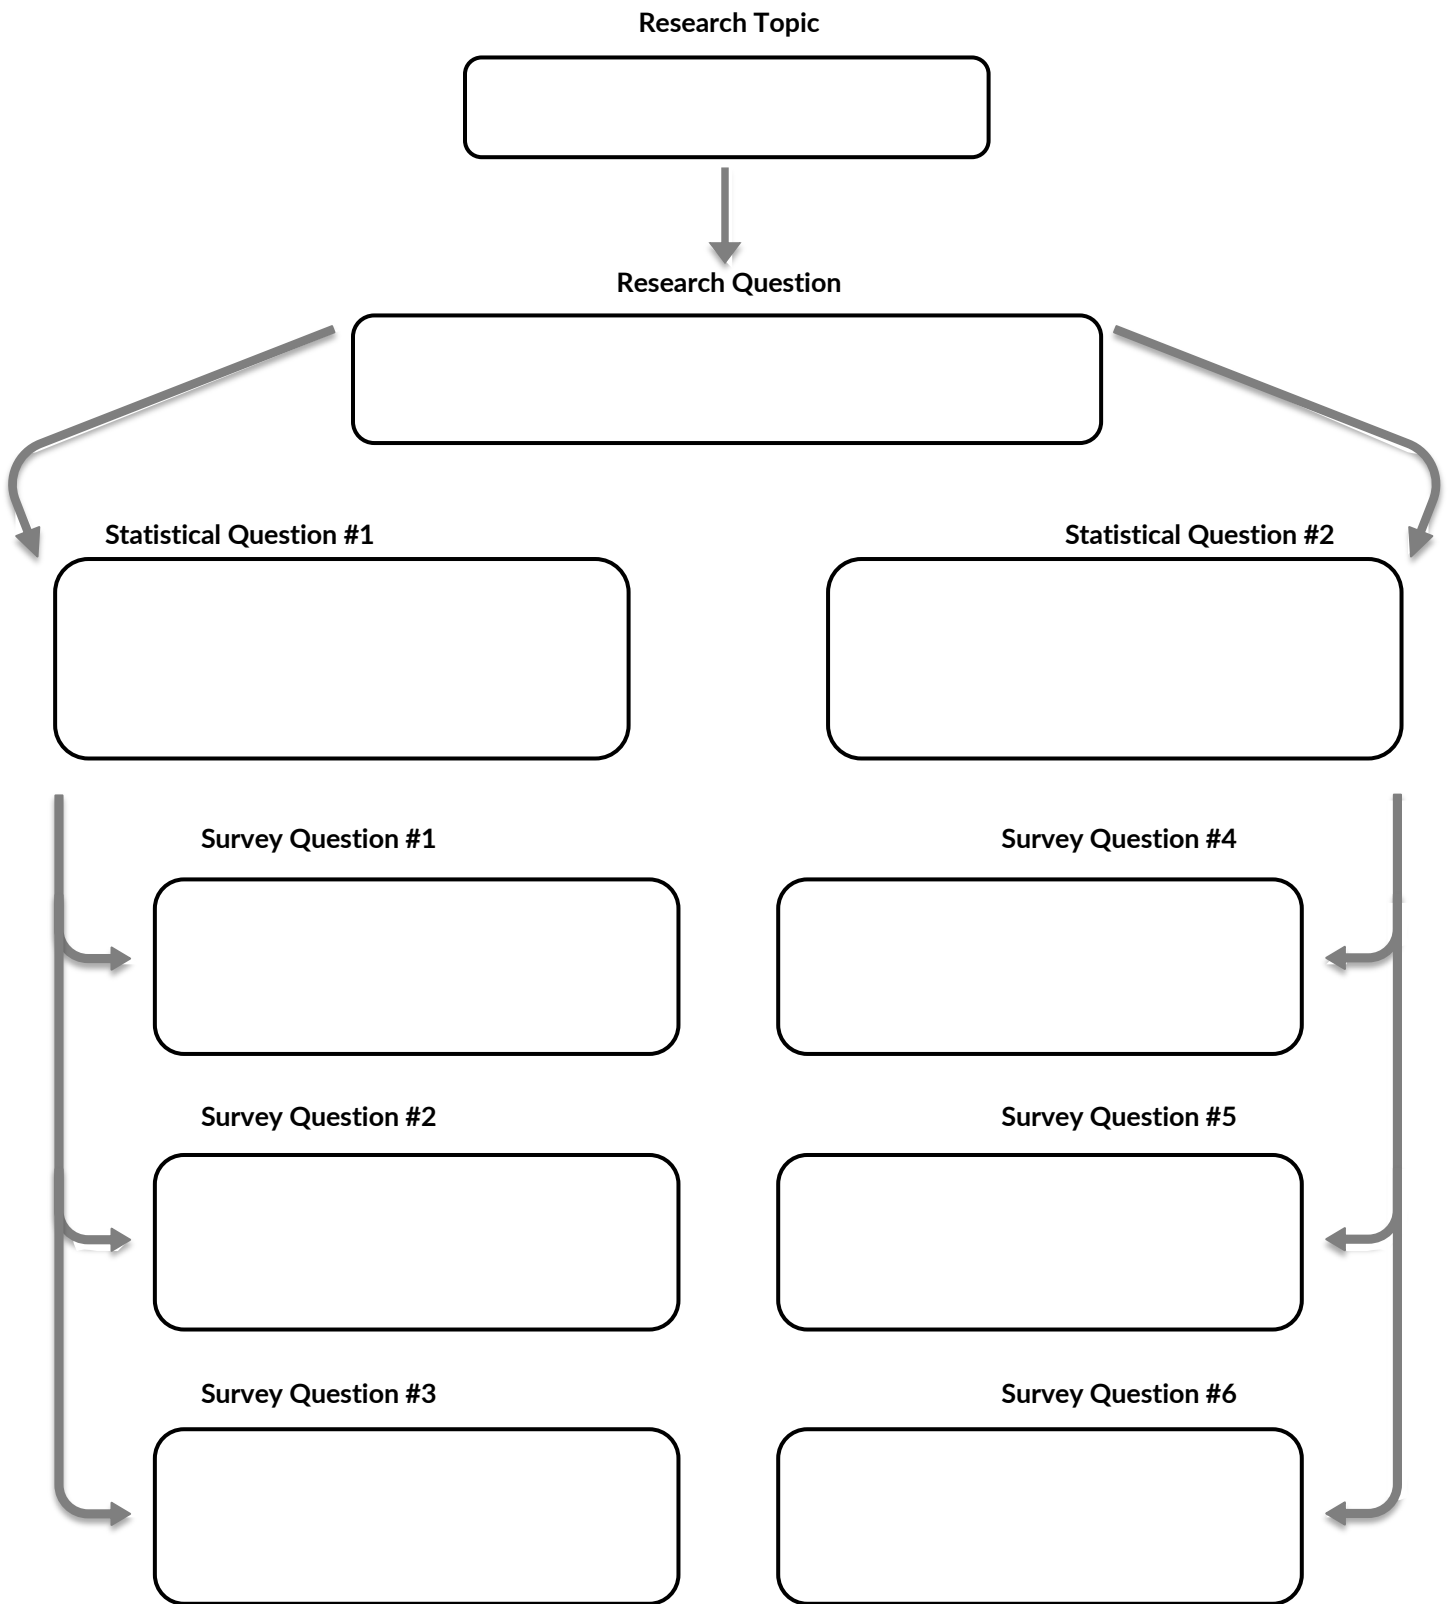 Research Topic
Research Question
Statistical Question #1
Statistical Question #2
Survey Question #1
Survey Question #4
Survey Question #2
Survey Question #5
Survey Question #3
Survey Question #6